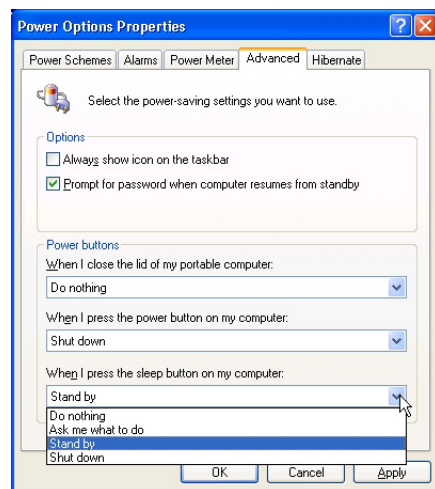 Power Options Properties
Power Schemes Alarms Power Meter Advanced Hibernate
Select the power-saving settings you want to use.
Options
Always show icon on the taskbar
Prompt for password when computer resumes from standby
Power buttons
When I close the lid of my portable computer:
Do nothing
When I press the power button on my computer:
Shut down
When I press the sleep button on my computer:
Stand by
Do nothing
Ask me what to do
Stand by
Shut down
OK Cancel Apply